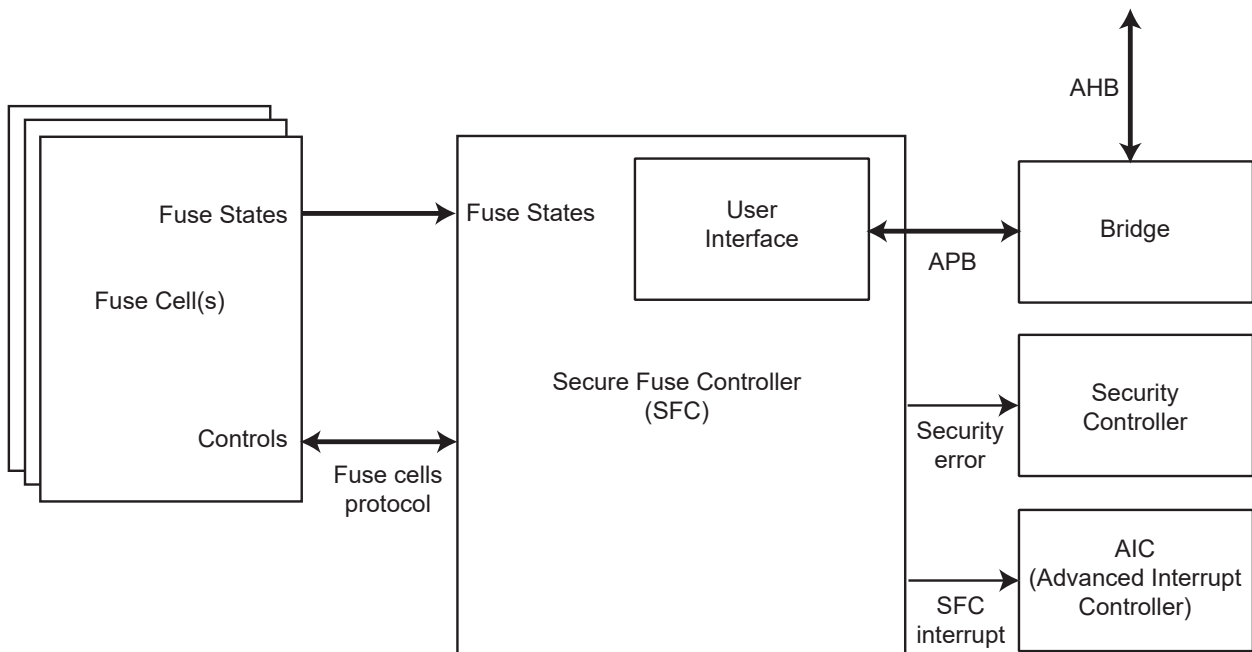 AHB
Fuse States
Fuse States
User
Interface
Bridge
APB
Fuse Cell(s)
Secure Fuse Controller
(SFC)
Security
Controller
Controls
Security
error
Fuse cells
protocol
AIC
(Advanced Interrupt
Controller)
SFC
interrupt